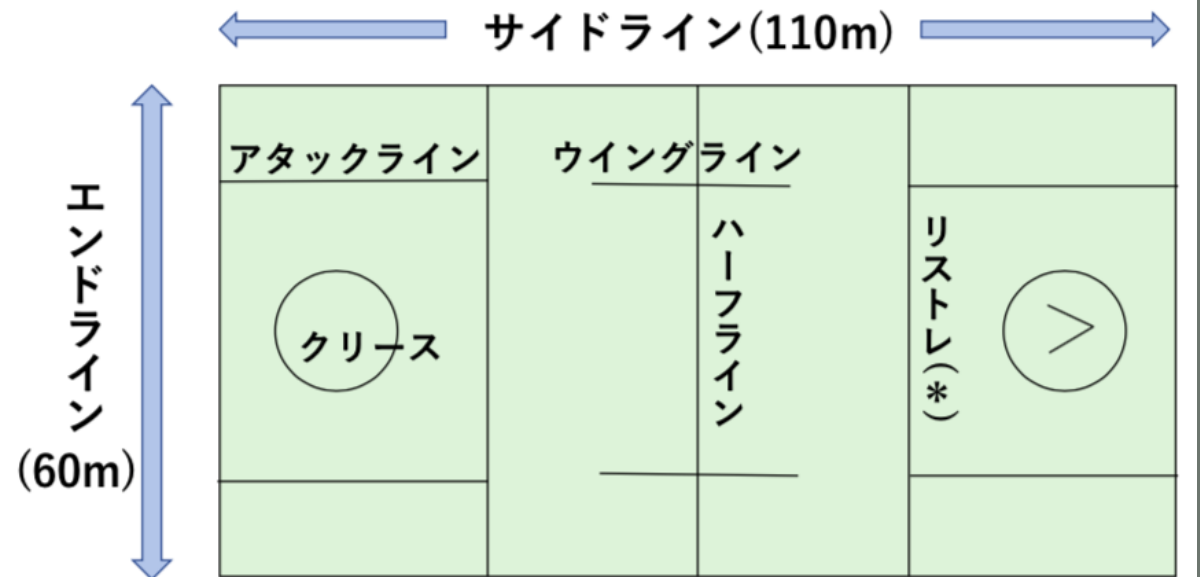 サイドライン(110m)
アタックライン
ウイングライン
エンドライン
(60m)
クリース
ハーフライン
リストレ(*)